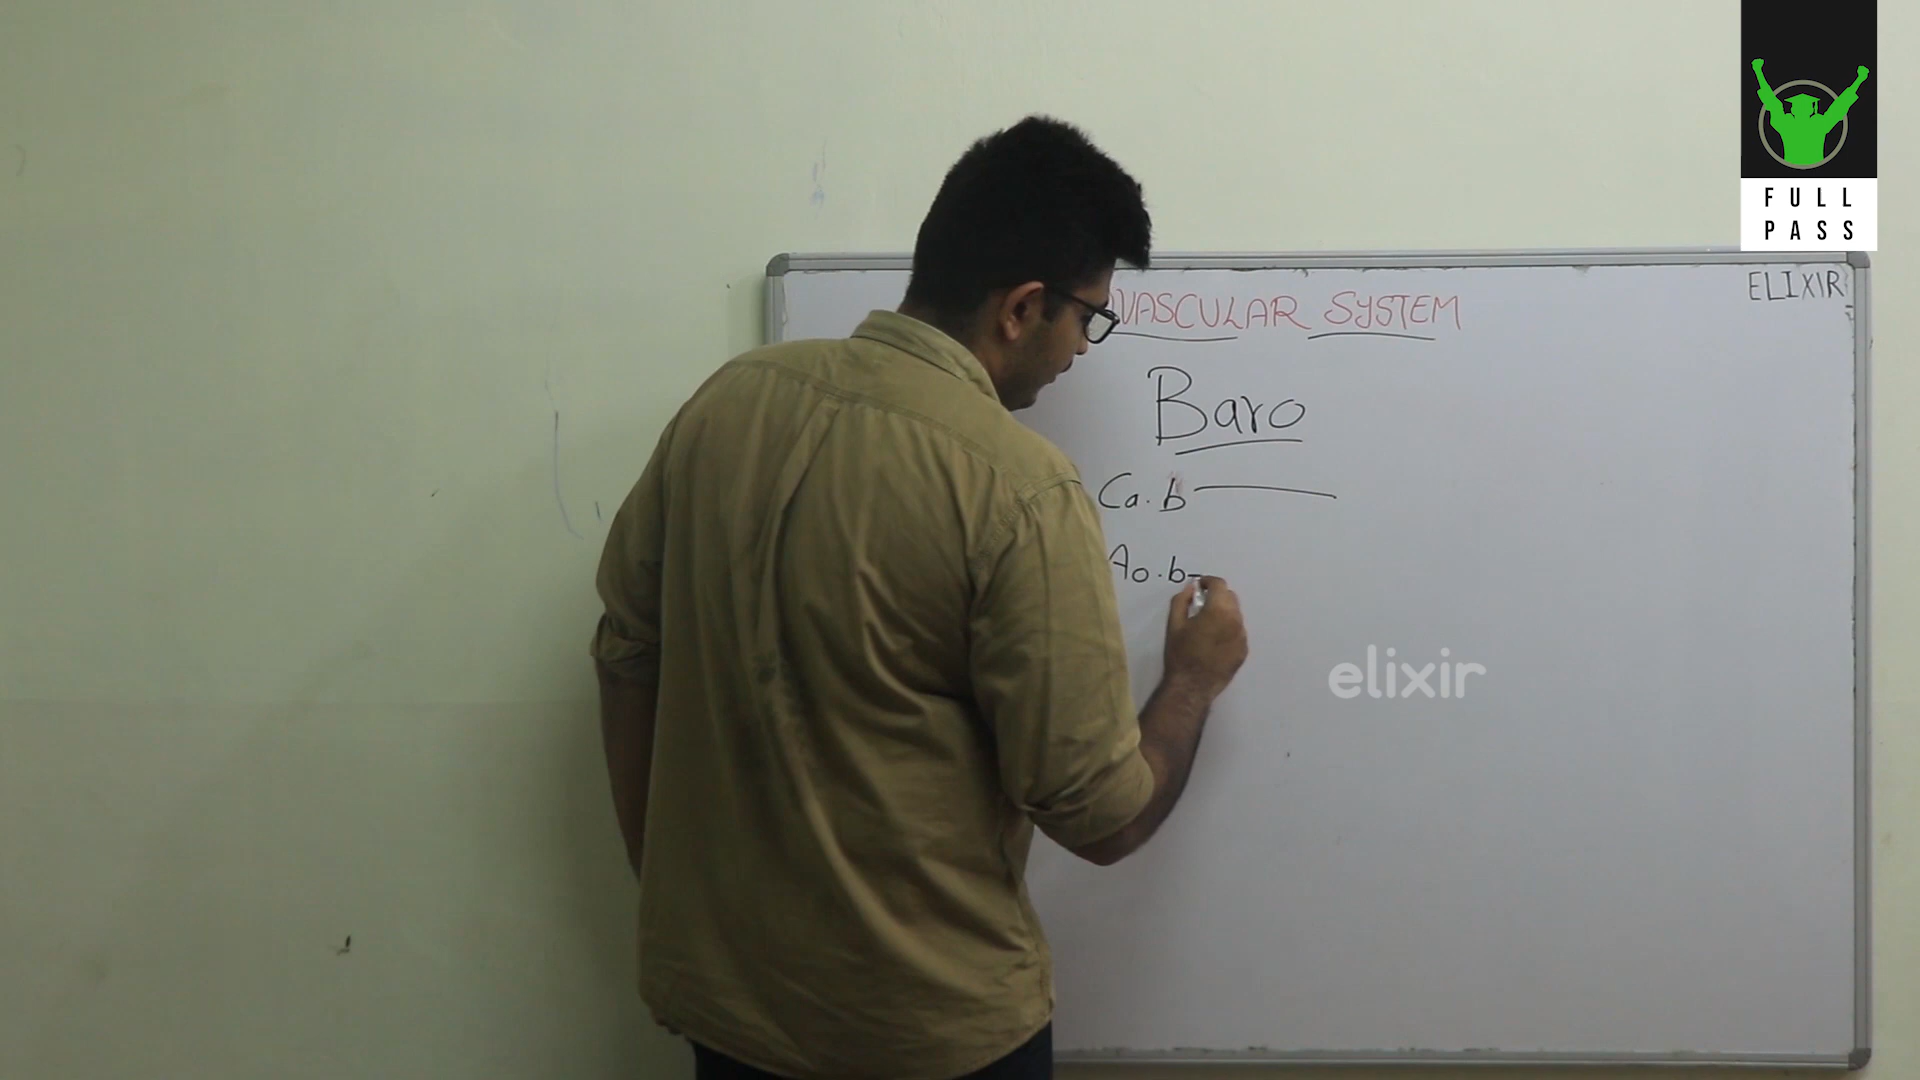 FULL
PASS
ELIXIR
VASCULAR SYSTEM
Baro
Ca. b
Ao. b
elixir